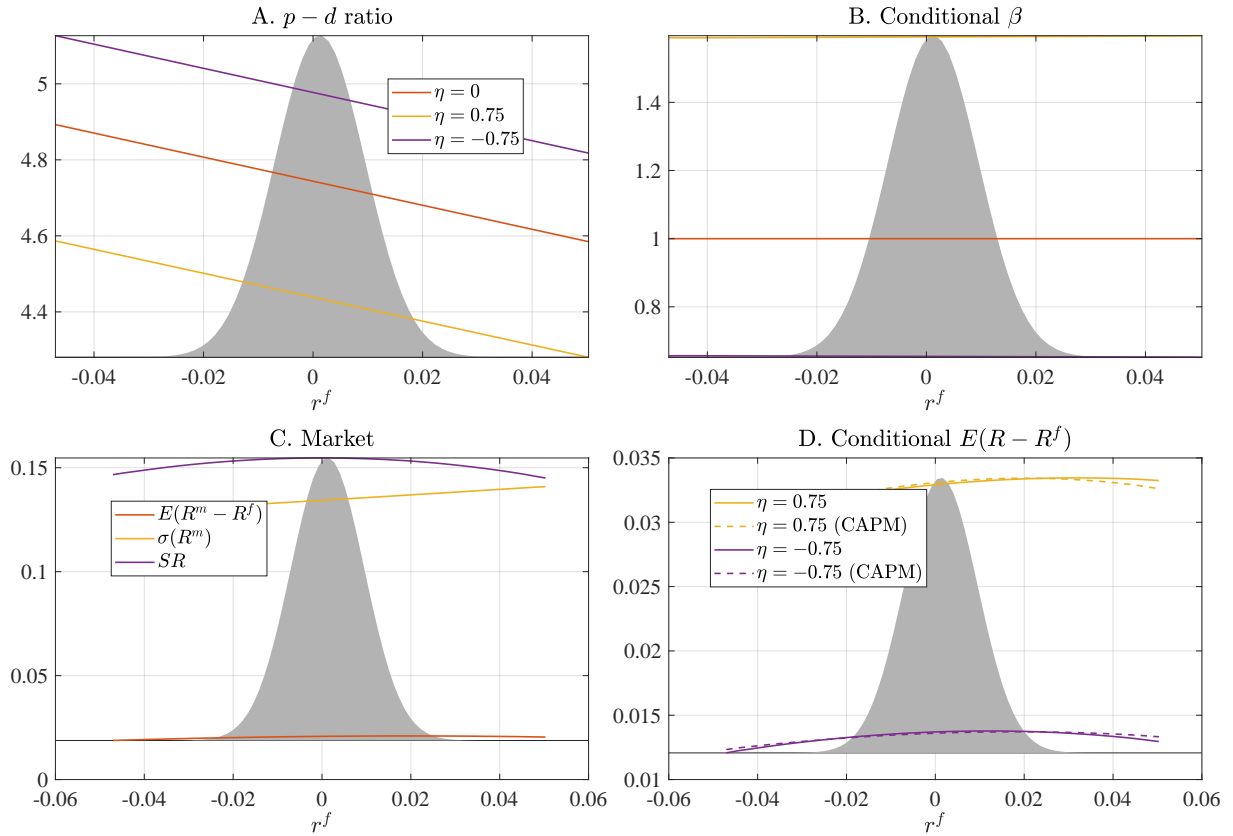 A. p − d ratio
5
4.8
4.6
4.4
η = 0
η = 0.75
η = −0.75
-0.04
-0.02
0
0.02
0.04
r^f
B. Conditional β
1.4
1.2
1
0.8
-0.04
-0.02
0
0.02
0.04
r^f
C. Market
0.15
0.1
0.05
0
E(R^m − R^f)
σ(R^m)
SR
-0.06
-0.04
-0.02
0
0.02
0.04
0.06
r^f
D. Conditional E(R − R^f)
0.035
0.03
0.025
0.02
0.015
0.01
η = 0.75
η = 0.75 (CAPM)
η = −0.75
η = −0.75 (CAPM)
-0.06
-0.04
-0.02
0
0.02
0.04
0.06
r^f